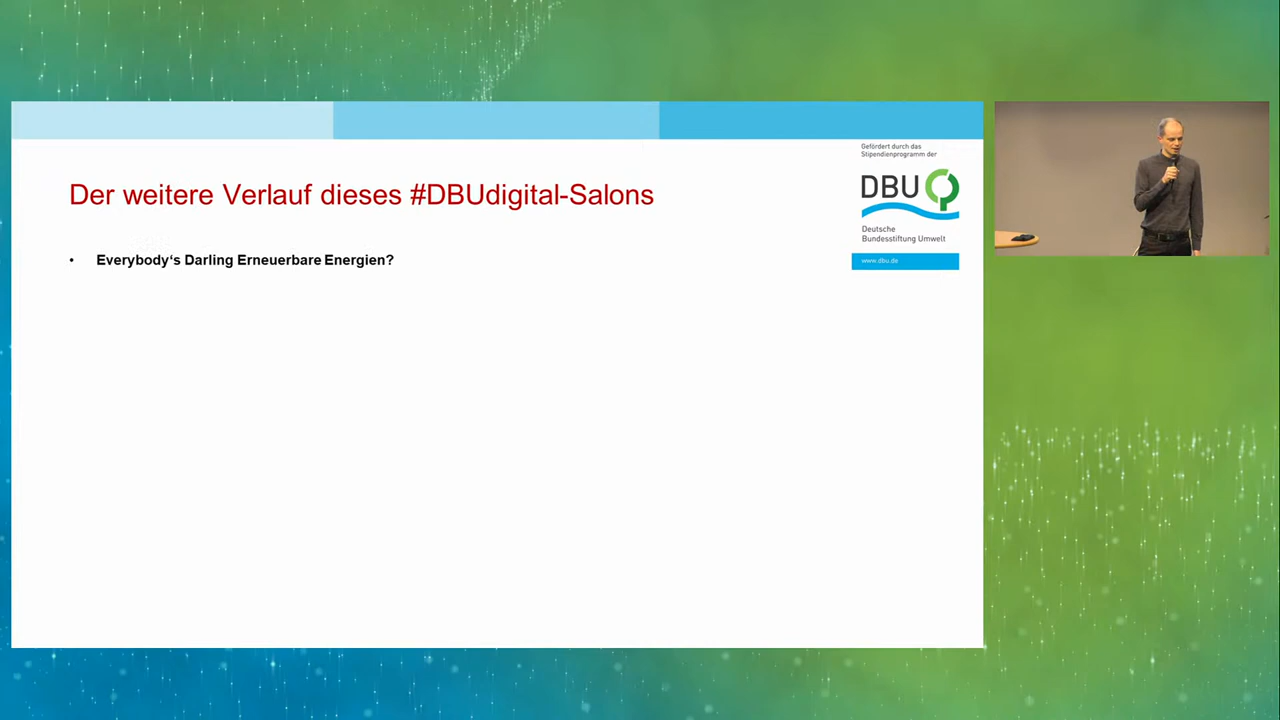 Gefördert durch das
Stipendienprogramm der
DBU
Deutsche
Bundesstiftung Umwelt
www.dbu.de
Der weitere Verlauf dieses #DBUdigital-Salons
• Everybody‘s Darling Erneuerbare Energien?